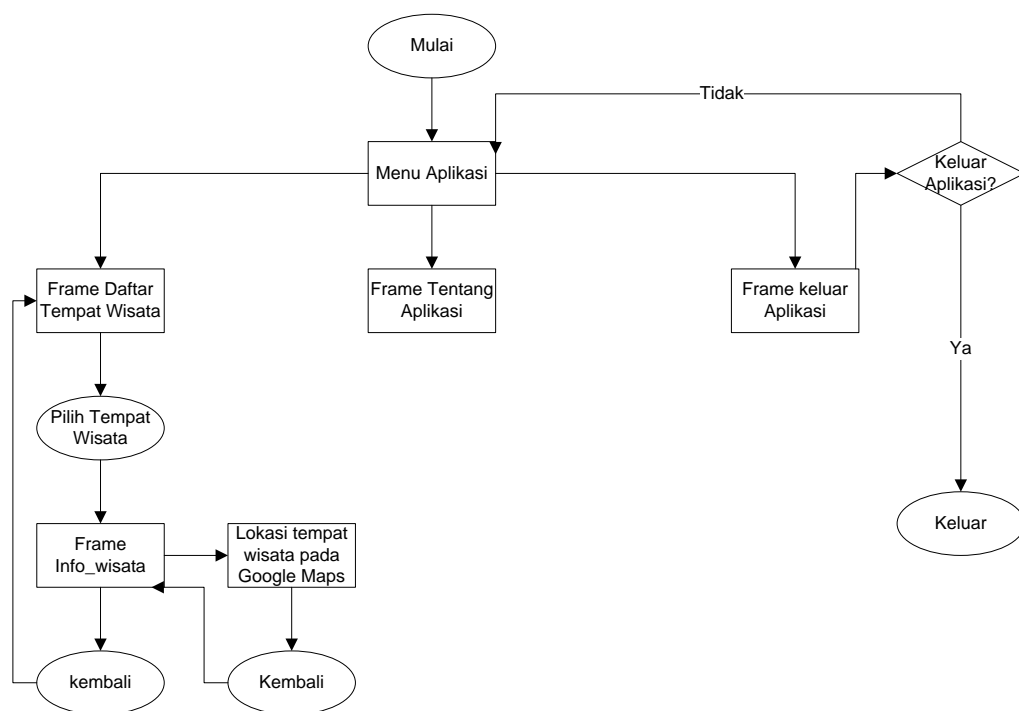 Mulai
Tidak
Menu Aplikasi
Keluar
Aplikasi?
Frame Daftar
Tempat Wisata
Frame Tentang
Aplikasi
Frame keluar
Aplikasi
Ya
Pilih Tempat
Wisata
Frame
Info_wisata
Lokasi tempat
wisata pada
Google Maps
Keluar
kembali
Kembali